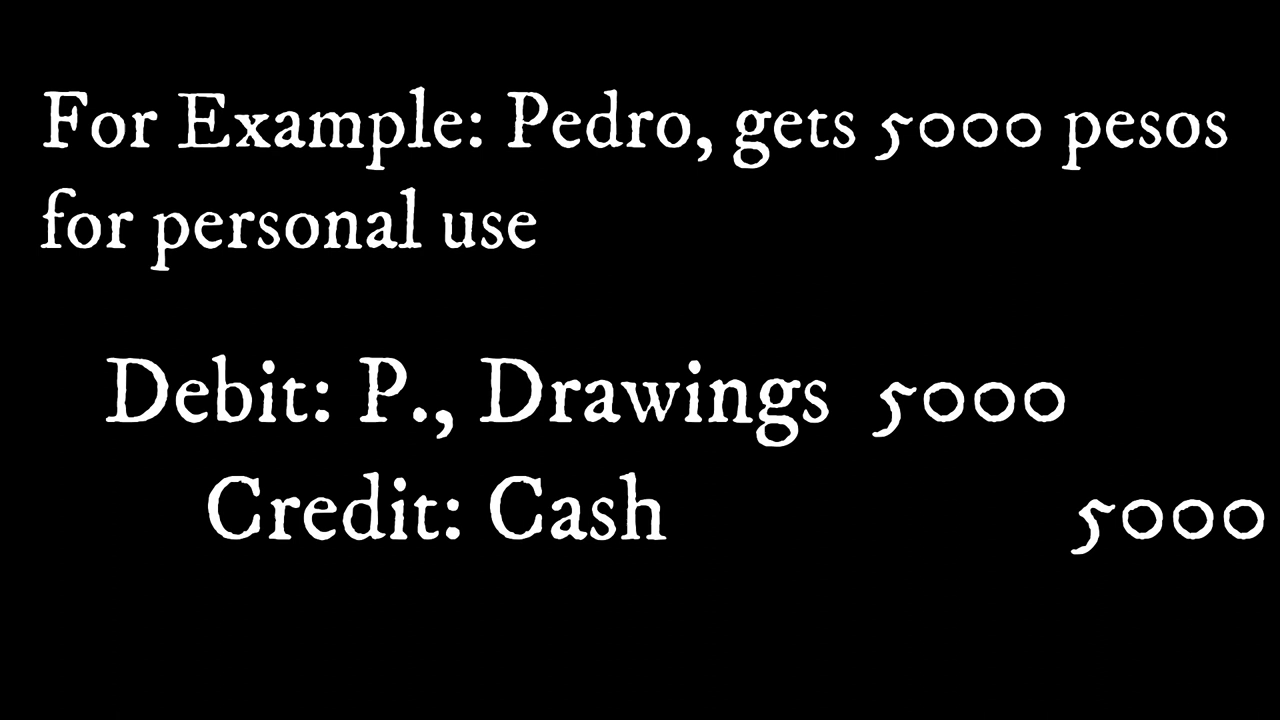 For Example: Pedro, gets 5000 pesos
for personal use
Debit: P., Drawings 5000
Credit: Cash 5000